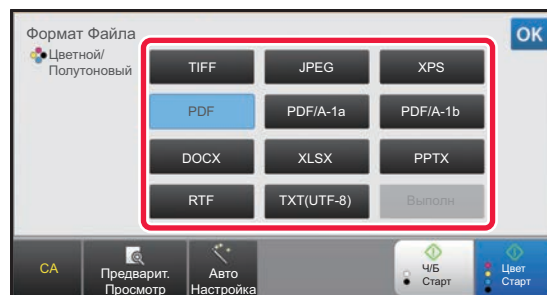 Формат Файла
OK
Цветной/
Полутоновый
TIFF
JPEG
XPS
PDF
PDF/A-1a
PDF/A-1b
DOCX
XLSX
PPTX
RTF
TXT(UTF-8)
Выполн
CA
Предварит.
Просмотр
Авто
Настройка
Ч/Б
Старт
Цвет
Старт